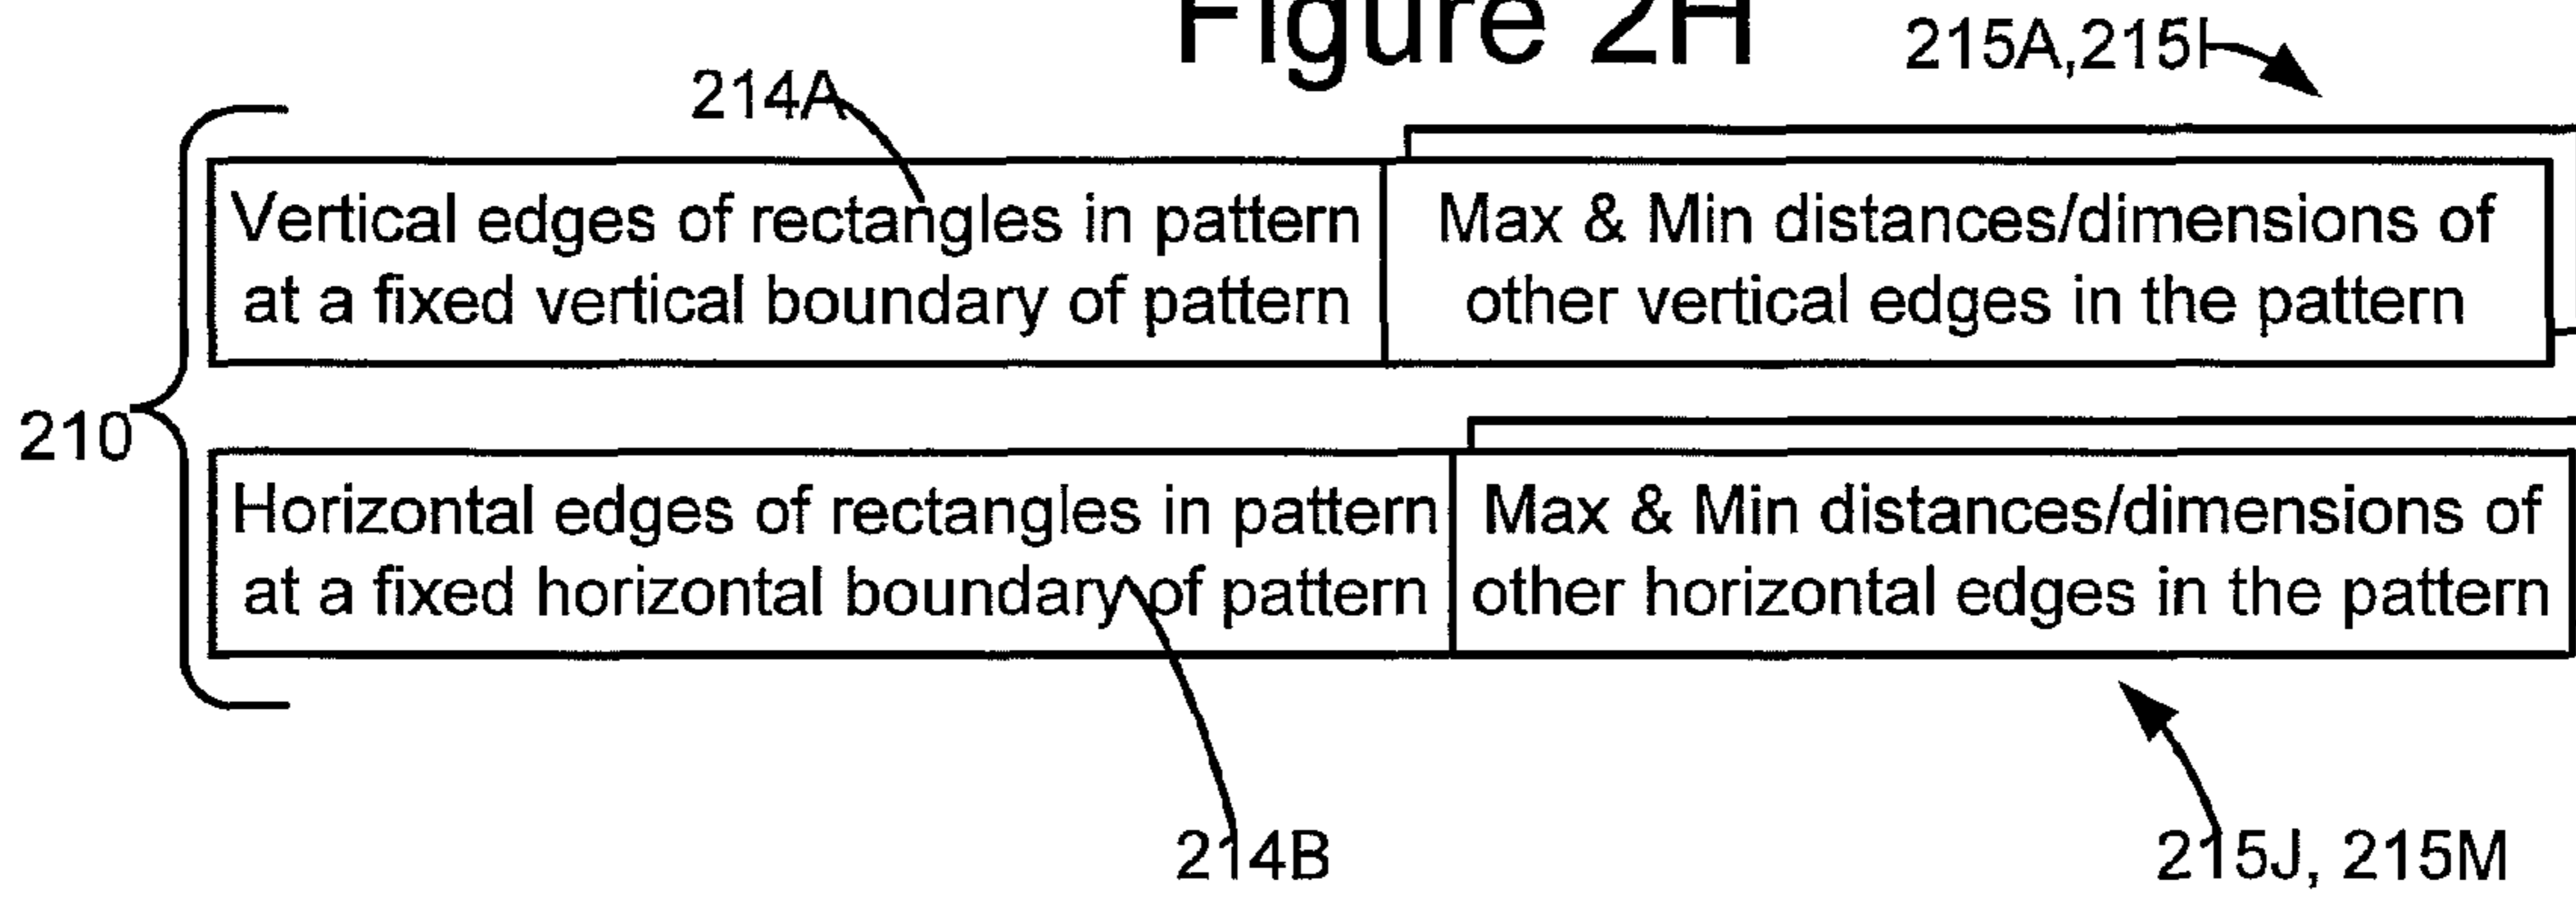 Figure 2H
215A,215I
214A
Vertical edges of rectangles in pattern
at a fixed vertical boundary of pattern
Max & Min distances/dimensions of
other vertical edges in the pattern
210
Horizontal edges of rectangles in pattern
at a fixed horizontal boundary of pattern
Max & Min distances/dimensions of
other horizontal edges in the pattern
214B
215J, 215M